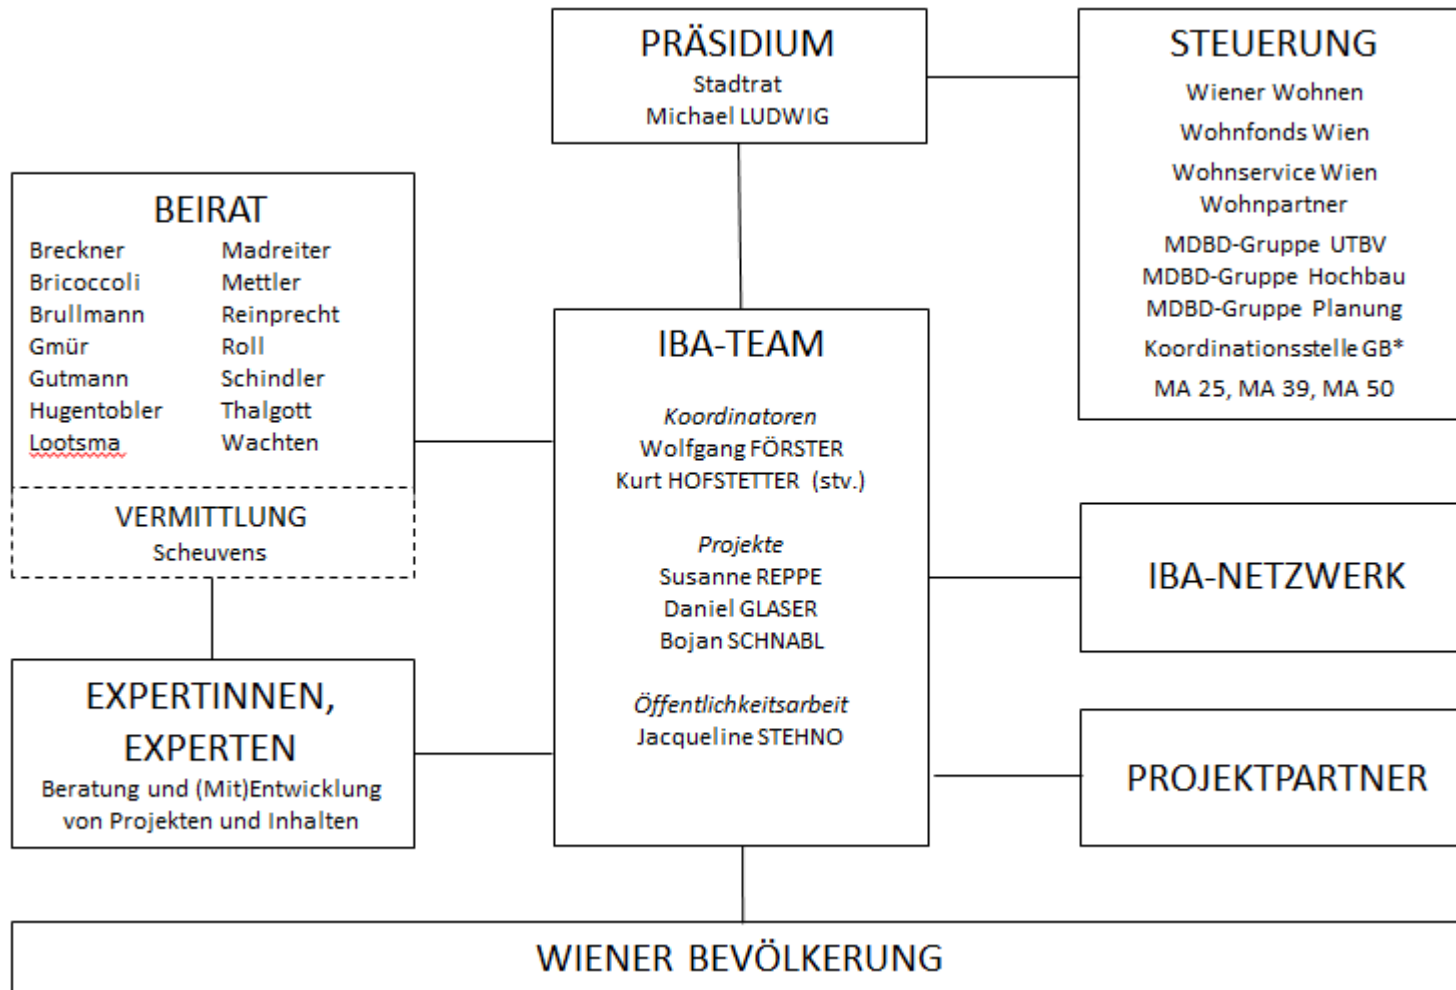 PRÄSIDIUM
Stadtrat
Michael LUDWIG
STEUERUNG
Wiener Wohnen
Wohnfonds Wien
Wohnservice Wien
Wohnpartner
MDBD-Gruppe UTBV
MDBD-Gruppe Hochbau
MDBD-Gruppe Planung
Koordinationsstelle GB*
MA 25, MA 39, MA 50
BEIRAT
Breckner Madreiter
Bricoccoli Mettler
Brullmann Reinprecht
Gmür Roll
Gutmann Schindler
Hugentobler Thalgott
Lootsma Wachten
VERMITTLUNG
Scheuvens
IBA-TEAM
Koordinatoren
Wolfgang FÖRSTER
Kurt HOFSTETTER (stv.)
Projekte
Susanne REPPE
Daniel GLASER
Bojan SCHNABL
Öffentlichkeitsarbeit
Jacqueline STEHNO
IBA-NETZWERK
EXPERTINNEN,
EXPERTEN
Beratung und (Mit)Entwicklung
von Projekten und Inhalten
PROJEKTPARTNER
WIENER BEVÖLKERUNG